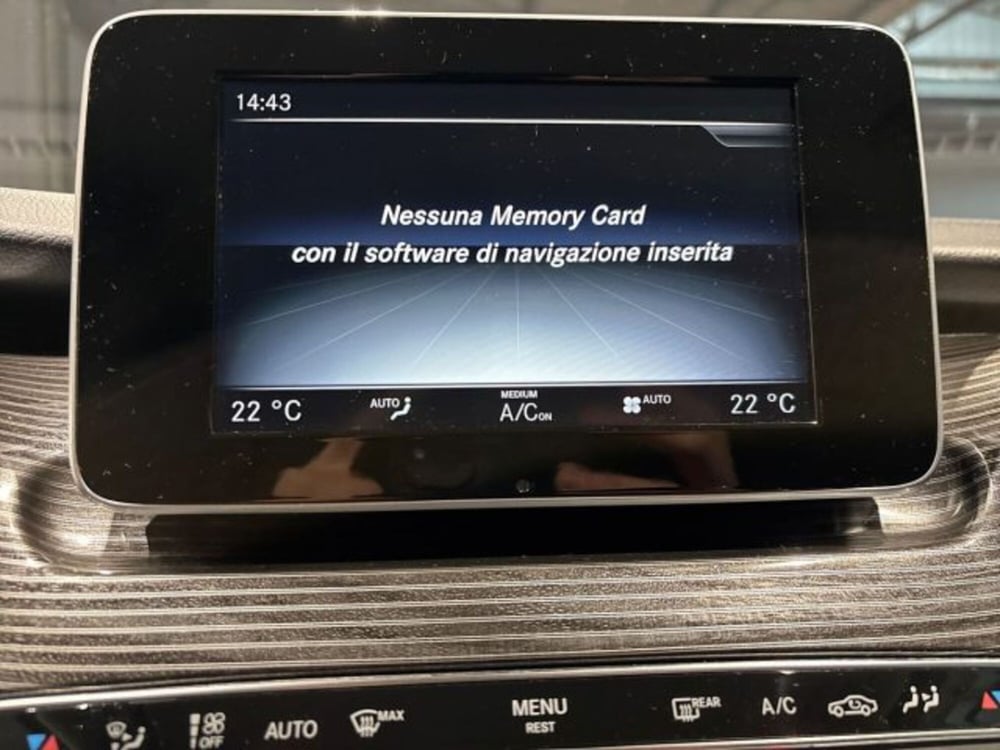 14:43
Nessuna Memory Card
con il software di navigazione inserita
22 °C AUTO MEDIUM A/C ON AUTO 22 °C
OFF AUTO MAX MENU REST REAR A/C